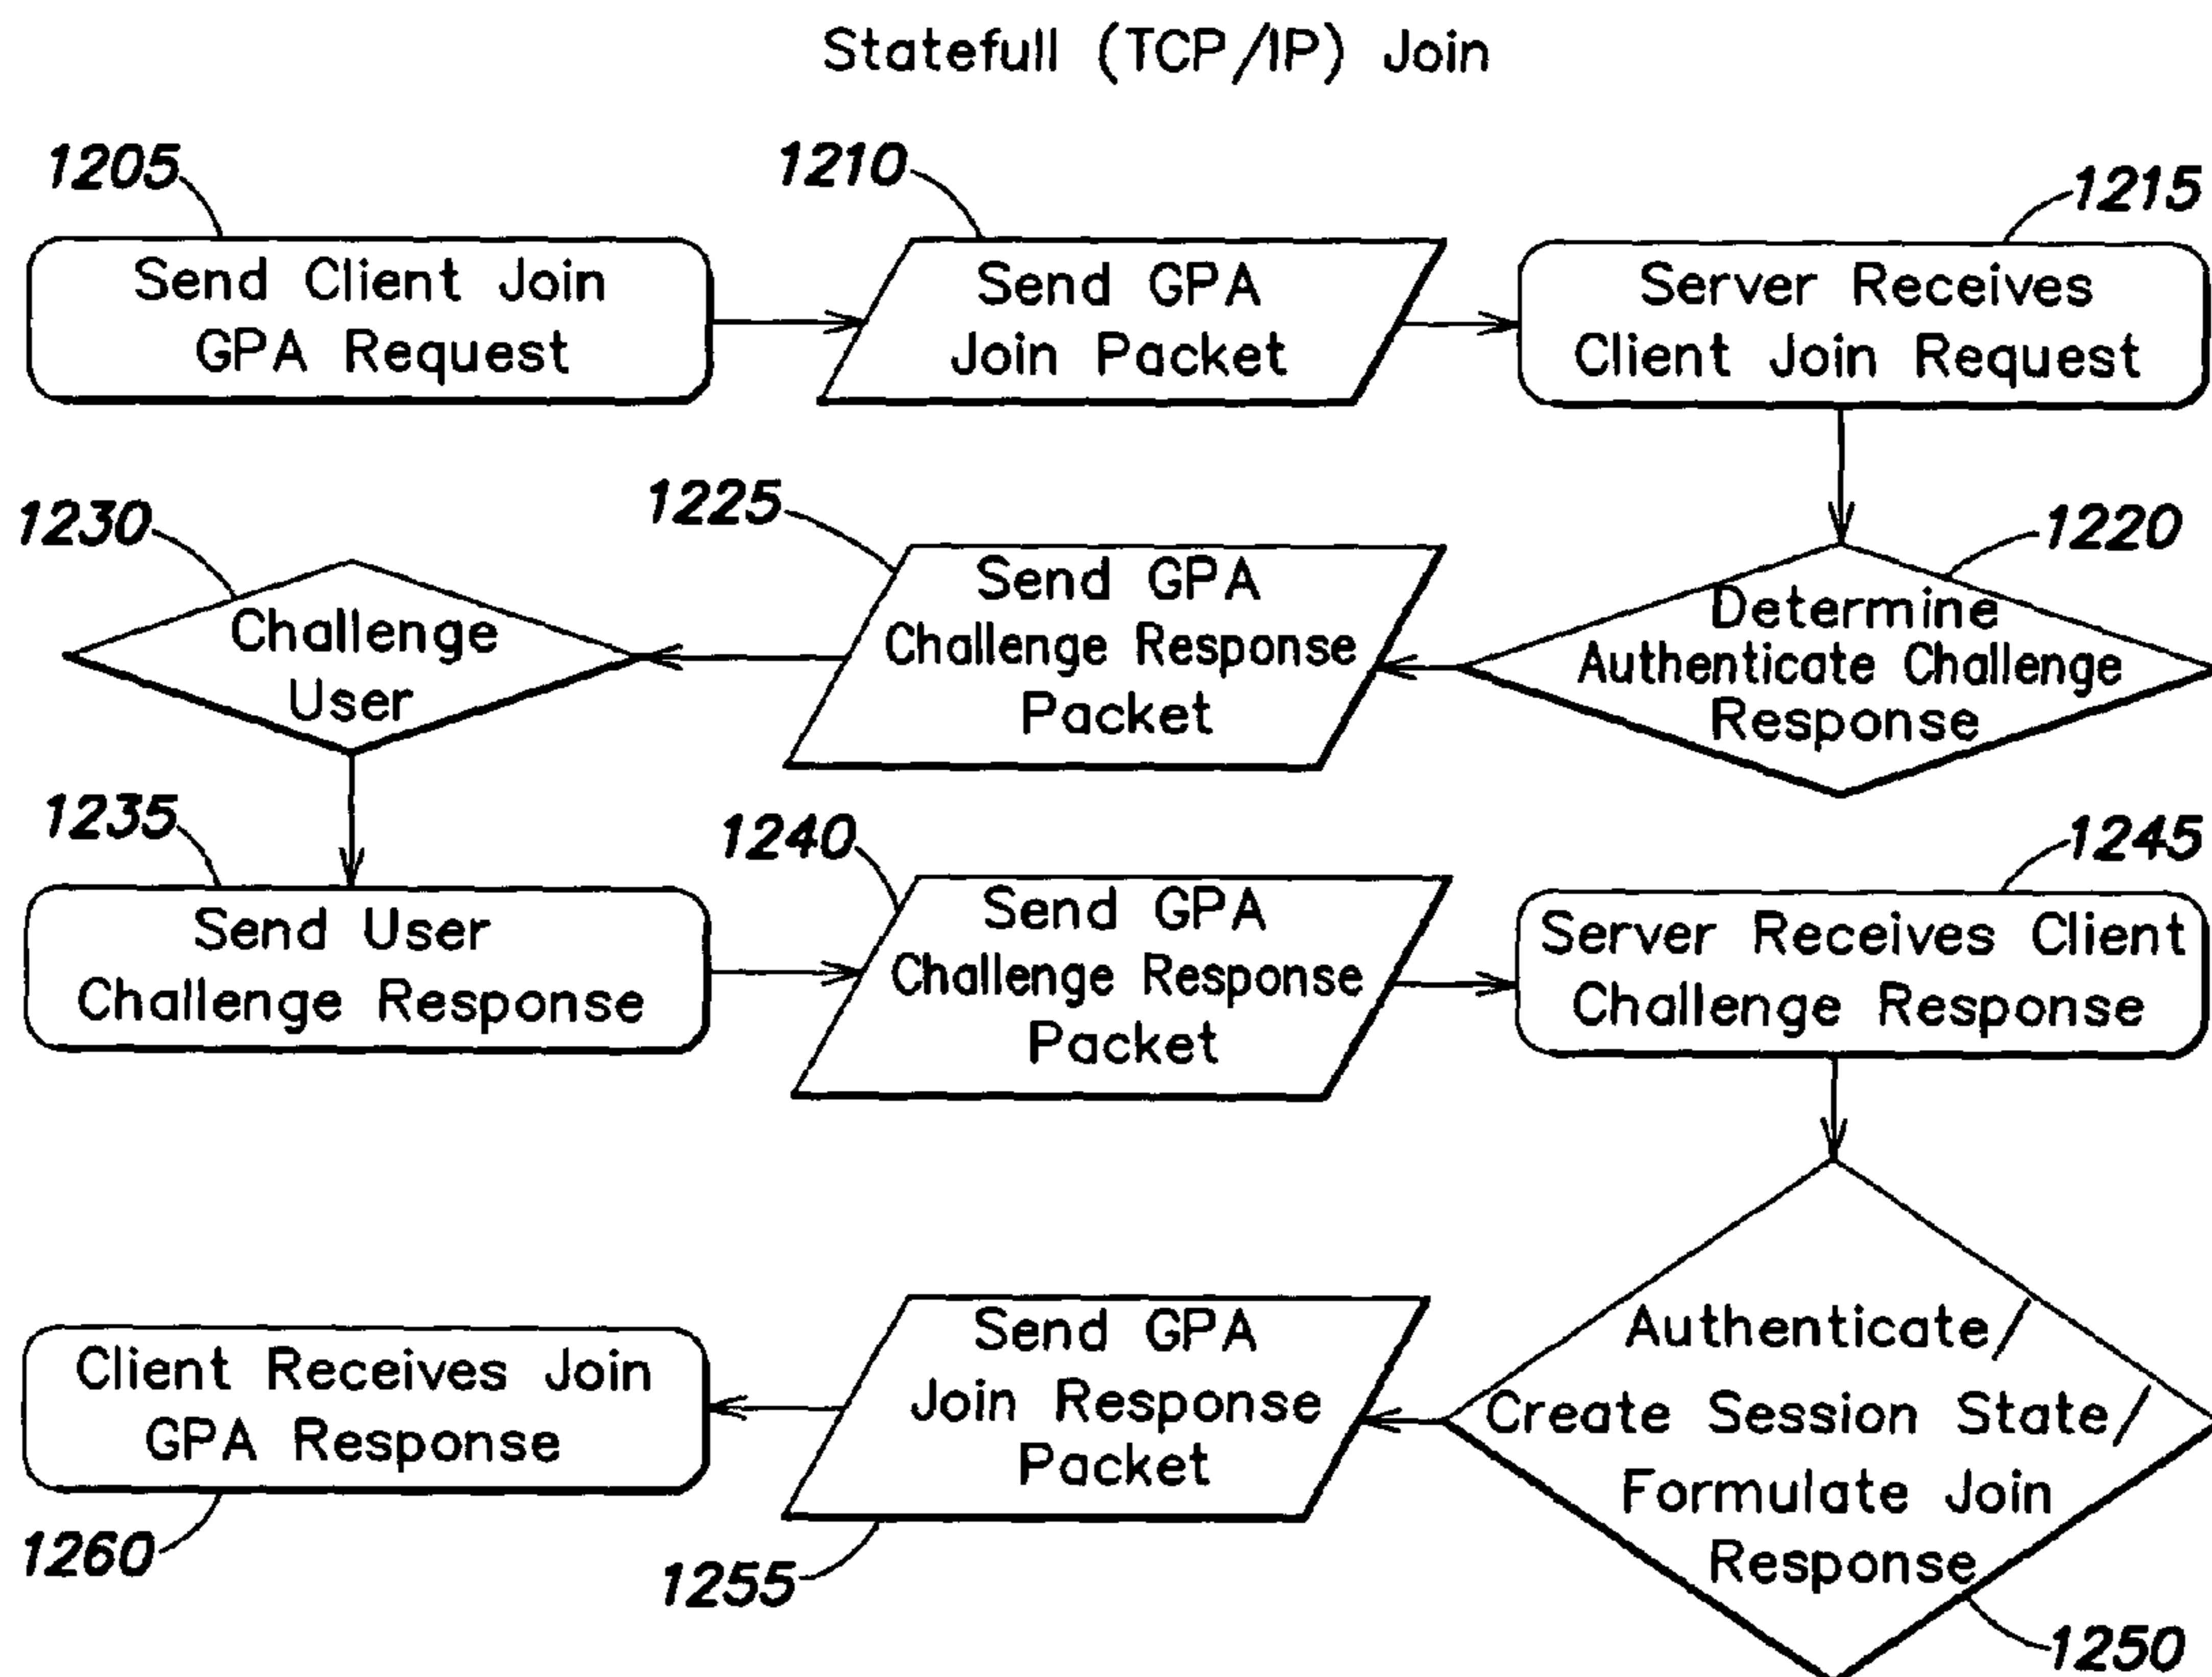 Statefull (TCP/IP) Join
1205
Send Client Join
GPA Request
1210
Send GPA
Join Packet
1215
Server Receives
Client Join Request
1220
Determine
Authenticate Challenge
Response
1225
Send GPA
Challenge Response
Packet
1230
Challenge
User
1235
Send User
Challenge Response
1240
Send GPA
Challenge Response
Packet
1245
Server Receives Client
Challenge Response
Authenticate/
Create Session State/
Formulate Join
Response
1250
Send GPA
Join Response
Packet
1255
Client Receives Join
GPA Response
1260